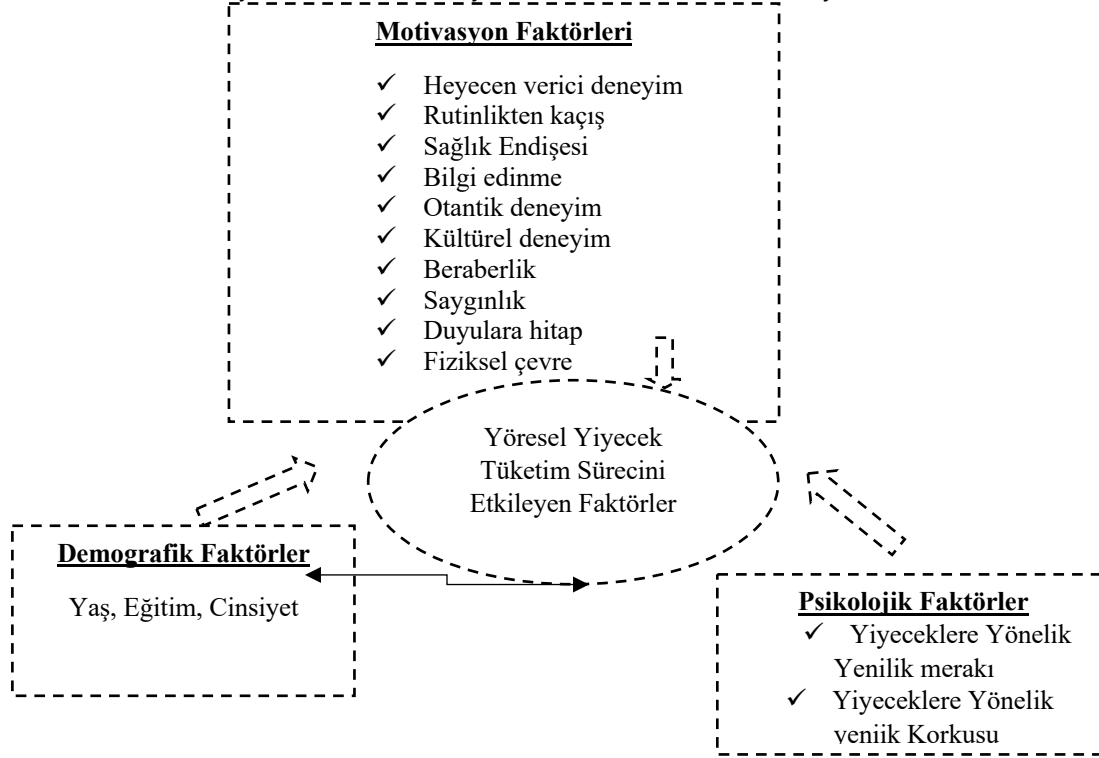 Motivasyon Faktörleri
✓ Heyecen verici deneyim
✓ Rutinlikten kaçış
✓ Sağlık Endişesi
✓ Bilgi edinme
✓ Otantik deneyim
✓ Kültürel deneyim
✓ Beraberlik
✓ Saygınlık
✓ Duyulara hitap
✓ Fiziksel çevre
Yöresel Yiyecek
Tüketim Sürecini
Etkileyen Faktörler
Demografik Faktörler
Yaş, Eğitim, Cinsiyet
Psikolojik Faktörler
✓ Yiyeceklere Yönelik
Yenilik merakı
✓ Yiyeceklere Yönelik
yeniik Korkusu